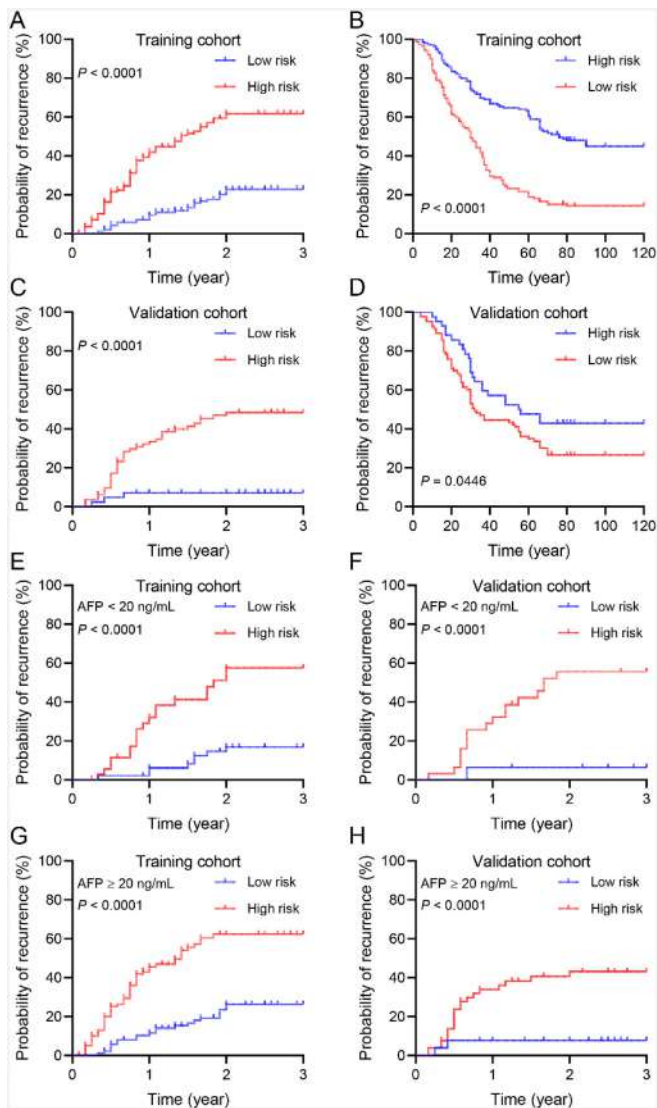 A
Training cohort
Probability of recurrence (%)
100
80
60
40
20
0
P < 0.0001
Low risk
High risk
0 1 2 3
Time (year)
B
Training cohort
Probability of recurrence (%)
100
80
60
40
20
0
High risk
Low risk
P < 0.0001
0 20 40 60 80 100 120
Time (year)
C
Validation cohort
Probability of recurrence (%)
100
80
60
40
20
0
P < 0.0001
Low risk
High risk
0 1 2 3
Time (year)
D
Validation cohort
Probability of recurrence (%)
100
80
60
40
20
0
High risk
Low risk
P = 0.0446
0 20 40 60 80 100 120
Time (year)
E
Training cohort
Probability of recurrence (%)
100
80
60
40
20
0
AFP < 20 ng/mL
P < 0.0001
Low risk
High risk
0 1 2 3
Time (year)
F
Validation cohort
Probability of recurrence (%)
100
80
60
40
20
0
AFP < 20 ng/mL
P < 0.0001
Low risk
High risk
0 1 2 3
Time (year)
G
Training cohort
Probability of recurrence (%)
100
80
60
40
20
0
AFP ≥ 20 ng/mL
P < 0.0001
Low risk
High risk
0 1 2 3
Time (year)
H
Validation cohort
Probability of recurrence (%)
100
80
60
40
20
0
AFP ≥ 20 ng/mL
P < 0.0001
Low risk
High risk
0 1 2 3
Time (year)